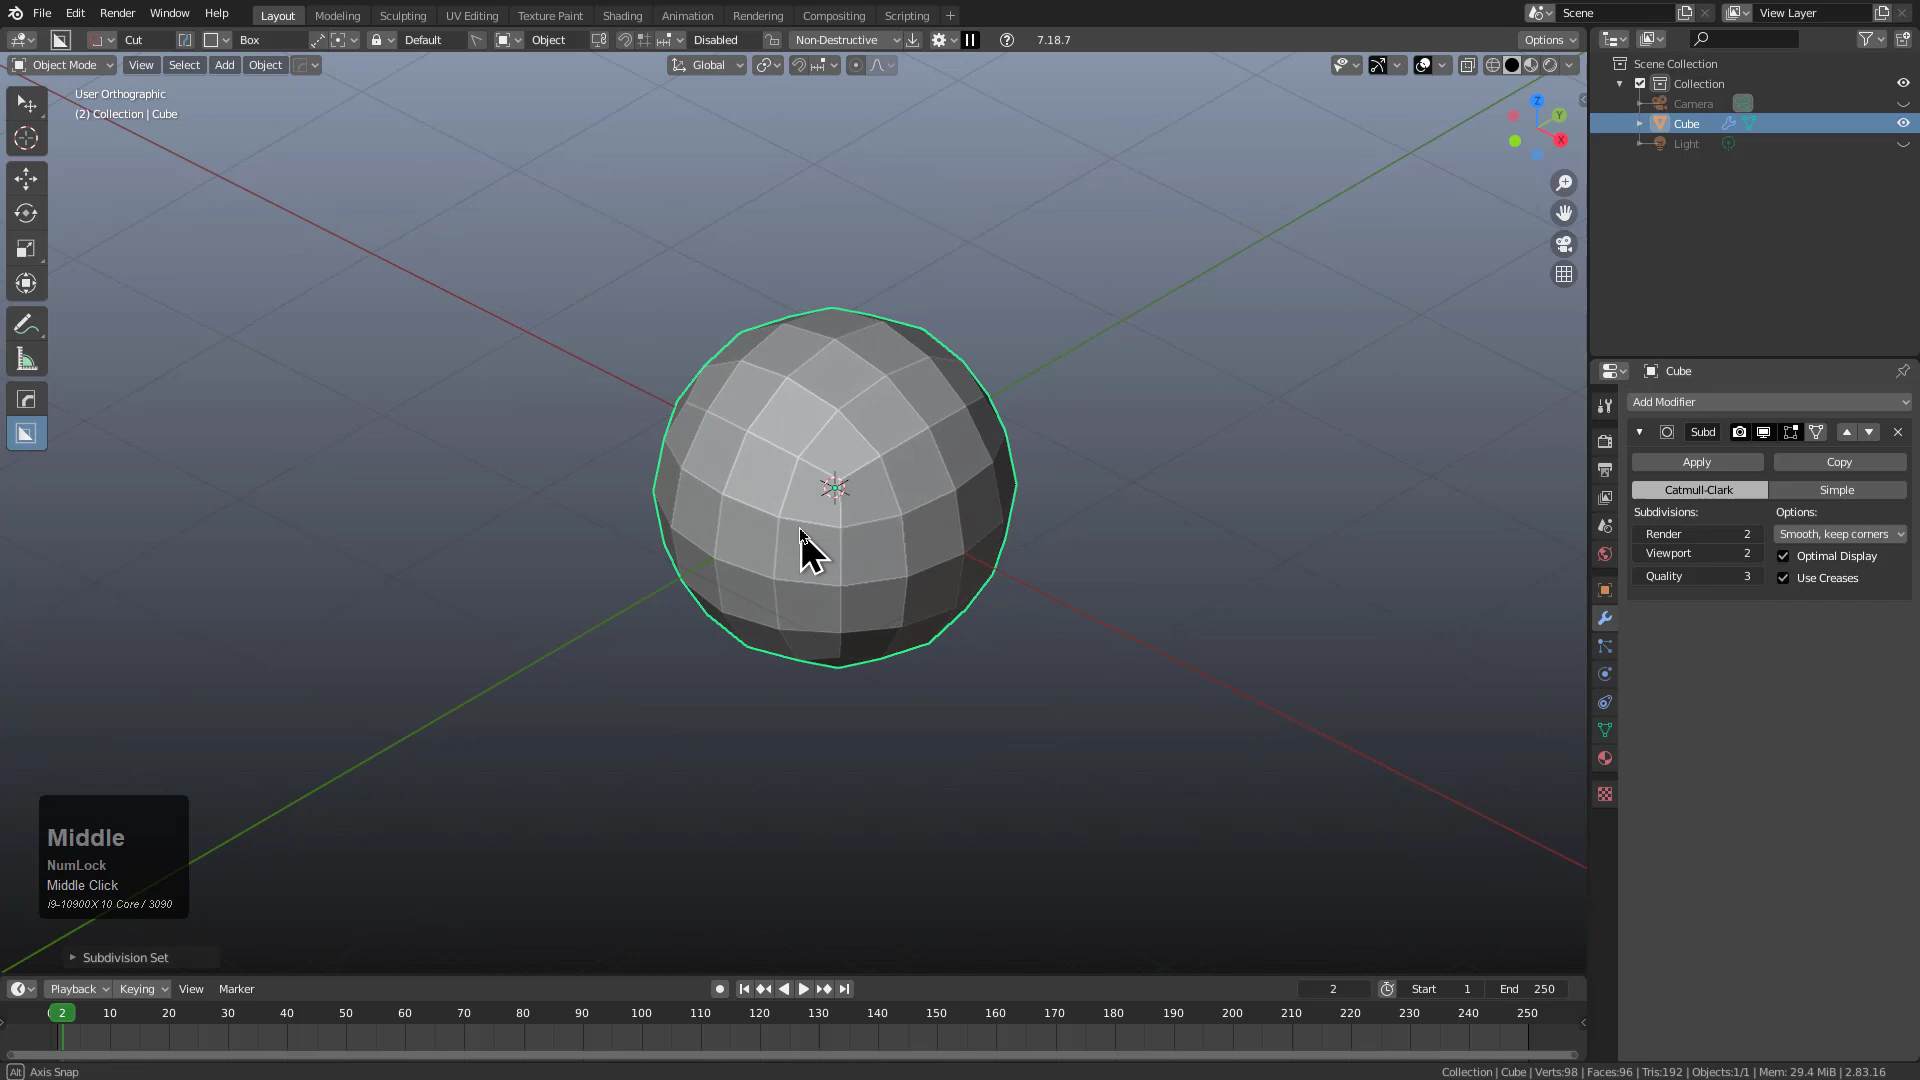 File Edit Render Window Help Layout Modeling Sculpting UV Editing Texture Paint Shading Animation Rendering Compositing Scripting + Scene View Layer
Cut Box Default Object Disabled Non-Destructive 7.18.7 Options
Object Mode View Select Add Object Global
User Orthographic
(2) Collection | Cube
Z
Y
X
Scene Collection
Collection
Camera
Cube
Light
Cube
Add Modifier
Subd
Apply Copy
Catmull-Clark Simple
Subdivisions: Options:
Render 2 Smooth, keep corners
Viewport 2 Optimal Display
Quality 3 Use Creases
Middle
NumLock
Middle Click
i9-10900X 10 Core / 3090
Subdivision Set
Playback Keying View Marker 2 Start 1 End 250
2 10 20 30 40 50 60 70 80 90 100 110 120 130 140 150 160 170 180 190 200 210 220 230 240 250
Alt Axis Snap Collection | Cube | Verts:98 | Faces:96 | Tris:192 | Objects:1/1 | Mem: 29.4 MiB | 2.83.16